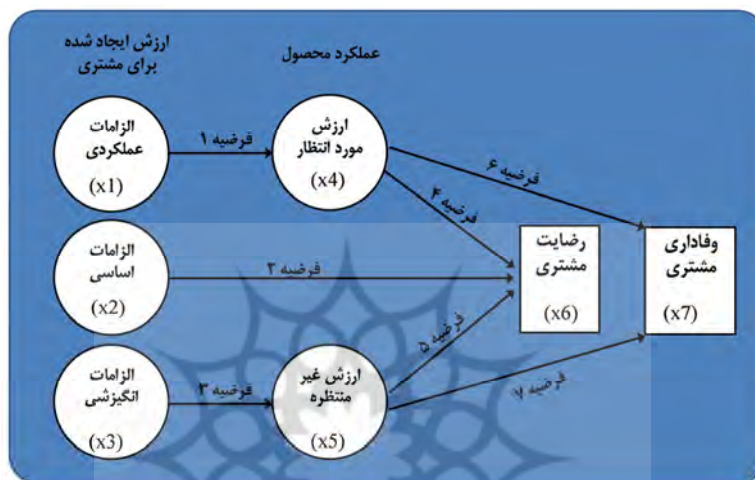 ارزش ایجاد شده
برای مشتری
عملکرد محصول
الزامات
عملکردی
(x1)
فرضیه ۱
ارزش
مورد انتظار
(x4)
فرضیه ۶
فرضیه ۴
الزامات
اساسی
(x2)
فرضیه ۲
رضایت
مشتری
(x6)
وفاداری
مشتری
(x7)
الزامات
انگیزشی
(x3)
فرضیه ۳
ارزش غیر
منتظره
(x5)
فرضیه ۵
فرضیه ۷